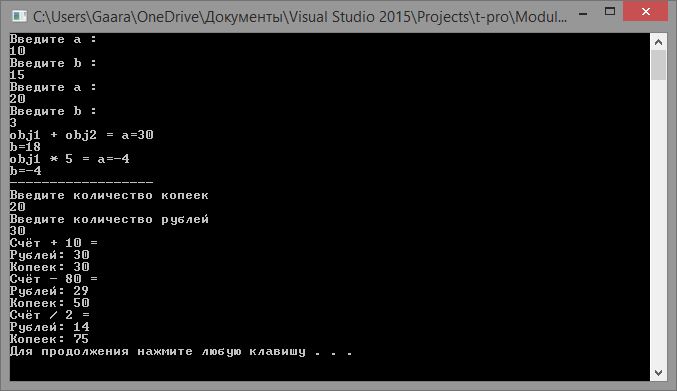 C:\Users\Gaara\OneDrive\Документы\Visual Studio 2015\Projects\t-pro\Modul...
Введите a :
10
Введите b :
15
Введите a :
20
Введите b :
3
obj1 + obj2 = a=30
b=18
obj1 * 5 = a=-4
b=-4
------------------
Введите количество копеек
20
Введите количество рублей
30
Счёт + 10 =
Рублей: 30
Копеек: 30
Счёт - 80 =
Рублей: 29
Копеек: 50
Счёт / 2 =
Рублей: 14
Копеек: 75
Для продолжения нажмите любую клавишу . . .